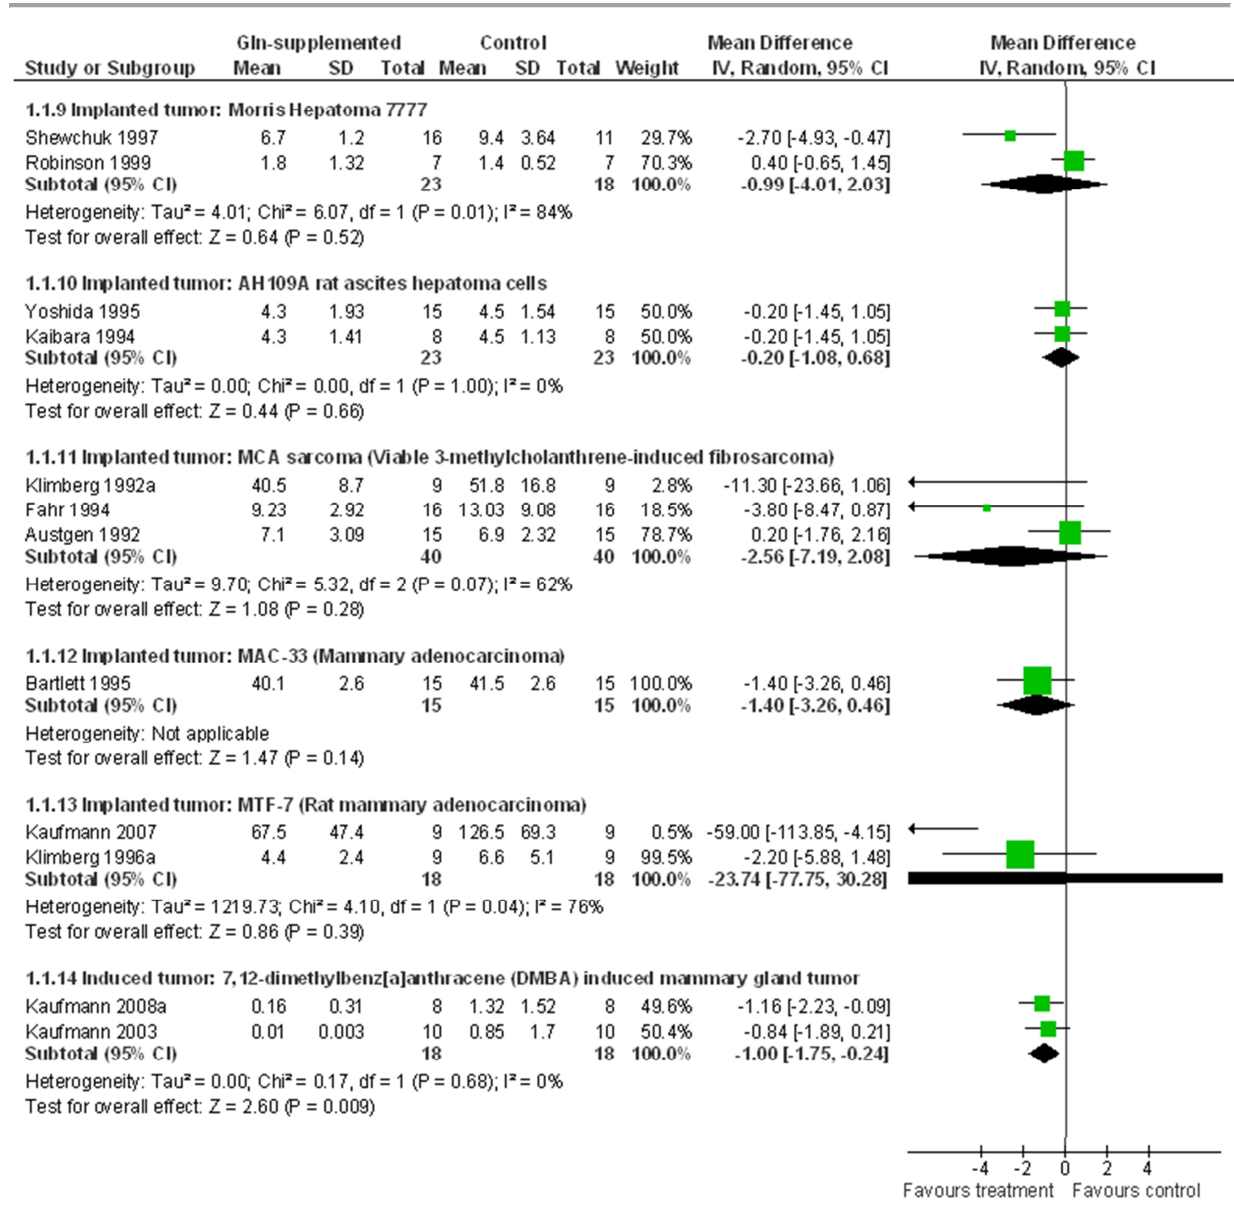 Gln-supplemented Control Mean Difference Mean Difference
Study or Subgroup Mean SD Total Mean SD Total Weight IV, Random, 95% CI IV, Random, 95% CI
1.1.9 Implanted tumor: Morris Hepatoma 7777
Shewchuk 1997 6.7 1.2 16 9.4 3.64 11 29.7% -2.70 [-4.93, -0.47]
Robinson 1999 1.8 1.32 7 1.4 0.52 7 70.3% 0.40 [-0.65, 1.45]
Subtotal (95% CI) 23 18 100.0% -0.99 [-4.01, 2.03]
Heterogeneity: Tau² = 4.01; Chi² = 6.07, df = 1 (P = 0.01); I² = 84%
Test for overall effect: Z = 0.64 (P = 0.52)
1.1.10 Implanted tumor: AH109A rat ascites hepatoma cells
Yoshida 1995 4.3 1.93 15 4.5 1.54 15 50.0% -0.20 [-1.45, 1.05]
Kaibara 1994 4.3 1.41 8 4.5 1.13 8 50.0% -0.20 [-1.45, 1.05]
Subtotal (95% CI) 23 23 100.0% -0.20 [-1.08, 0.68]
Heterogeneity: Tau² = 0.00; Chi² = 0.00, df = 1 (P = 1.00); I² = 0%
Test for overall effect: Z = 0.44 (P = 0.66)
1.1.11 Implanted tumor: MCA sarcoma (Viable 3-methylcholanthrene-induced fibrosarcoma)
Klimberg 1992a 40.5 8.7 9 51.8 16.8 9 2.8% -11.30 [-23.66, 1.06]
Fahr 1994 9.23 2.92 16 13.03 9.08 16 18.5% -3.80 [-8.47, 0.87]
Austgen 1992 7.1 3.09 15 6.9 2.32 15 78.7% 0.20 [-1.76, 2.16]
Subtotal (95% CI) 40 40 100.0% -2.56 [-7.19, 2.08]
Heterogeneity: Tau² = 9.70; Chi² = 5.32, df = 2 (P = 0.07); I² = 62%
Test for overall effect: Z = 1.08 (P = 0.28)
1.1.12 Implanted tumor: MAC-33 (Mammary adenocarcinoma)
Bartlett 1995 40.1 2.6 15 41.5 2.6 15 100.0% -1.40 [-3.26, 0.46]
Subtotal (95% CI) 15 15 100.0% -1.40 [-3.26, 0.46]
Heterogeneity: Not applicable
Test for overall effect: Z = 1.47 (P = 0.14)
1.1.13 Implanted tumor: MTF-7 (Rat mammary adenocarcinoma)
Kaufmann 2007 67.5 47.4 9 126.5 69.3 9 0.5% -59.00 [-113.85, -4.15]
Klimberg 1996a 4.4 2.4 9 6.6 5.1 9 99.5% -2.20 [-5.88, 1.48]
Subtotal (95% CI) 18 18 100.0% -23.74 [-77.75, 30.28]
Heterogeneity: Tau² = 1219.73; Chi² = 4.10, df = 1 (P = 0.04); I² = 76%
Test for overall effect: Z = 0.86 (P = 0.39)
1.1.14 Induced tumor: 7,12-dimethylbenz[a]anthracene (DMBA) induced mammary gland tumor
Kaufmann 2008a 0.16 0.31 8 1.32 1.52 8 49.6% -1.16 [-2.23, -0.09]
Kaufmann 2003 0.01 0.003 10 0.85 1.7 10 50.4% -0.84 [-1.89, 0.21]
Subtotal (95% CI) 18 18 100.0% -1.00 [-1.75, -0.24]
Heterogeneity: Tau² = 0.00; Chi² = 0.17, df = 1 (P = 0.68); I² = 0%
Test for overall effect: Z = 2.60 (P = 0.009)
-4 -2 0 2 4
Favours treatment Favours control